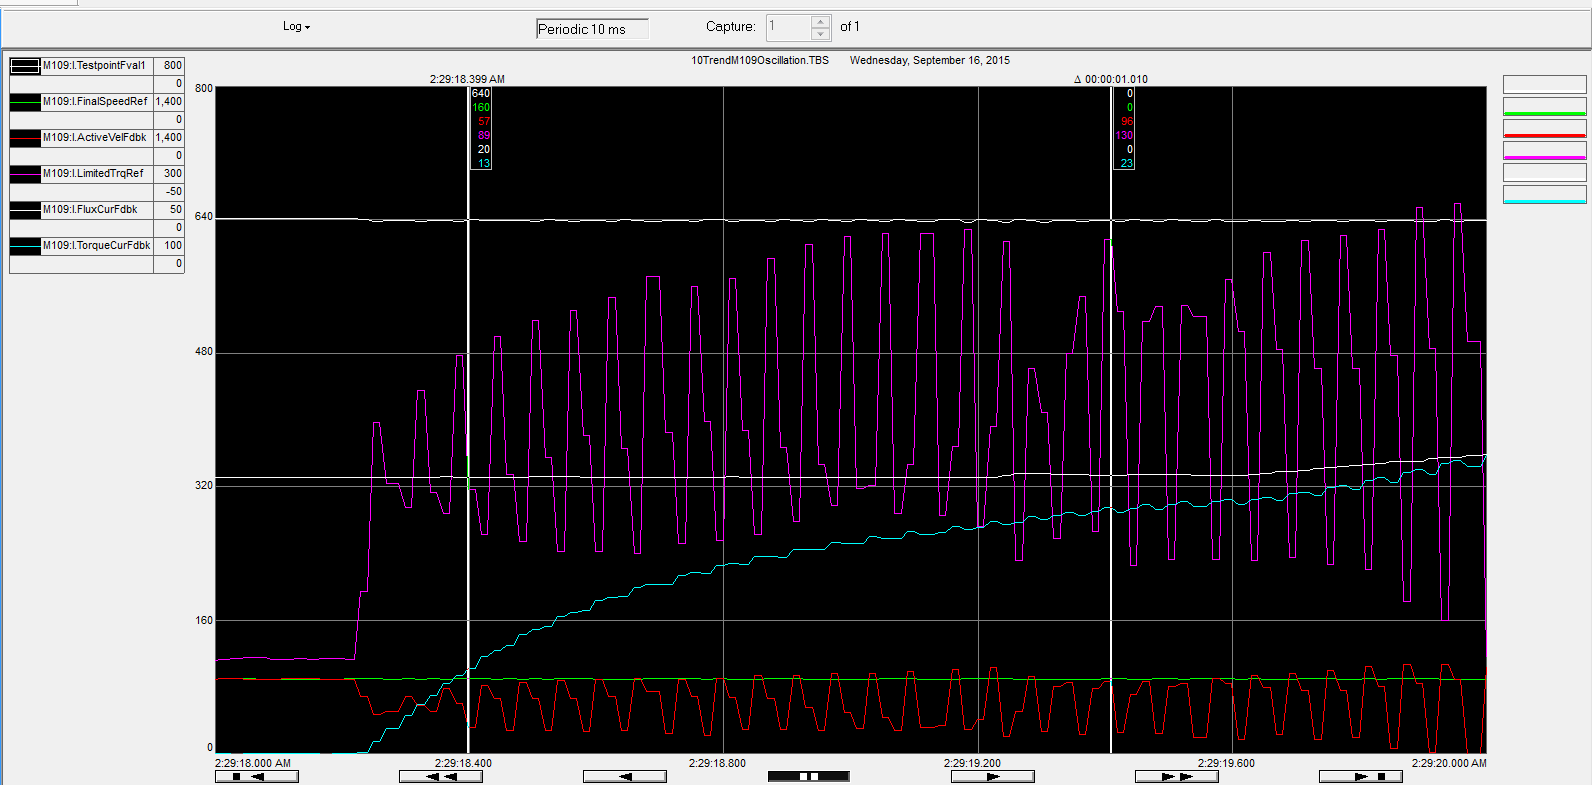 Log
Periodic 10 ms
Capture: 1 of 1
10TrendM109Oscillation.TBS Wednesday, September 16, 2015
M109:I.TestpointFval1 800
0
M109:I.FinalSpeedRef 1,400
0
M109:I.ActiveVelFdbk 1,400
0
M109:I.LimitedTrqRef 300
-50
M109:I.FluxCurFdbk 50
0
M109:I.TorqueCurFdbk 100
0
2:29:18.399 AM
Δ 00:00:01.010
640
160
57
89
20
13
0
0
98
130
0
23
800
640
480
320
160
0
2:29:18.000 AM 2:29:18.400 2:29:18.800 2:29:19.200 2:29:19.600 2:29:20.000 AM